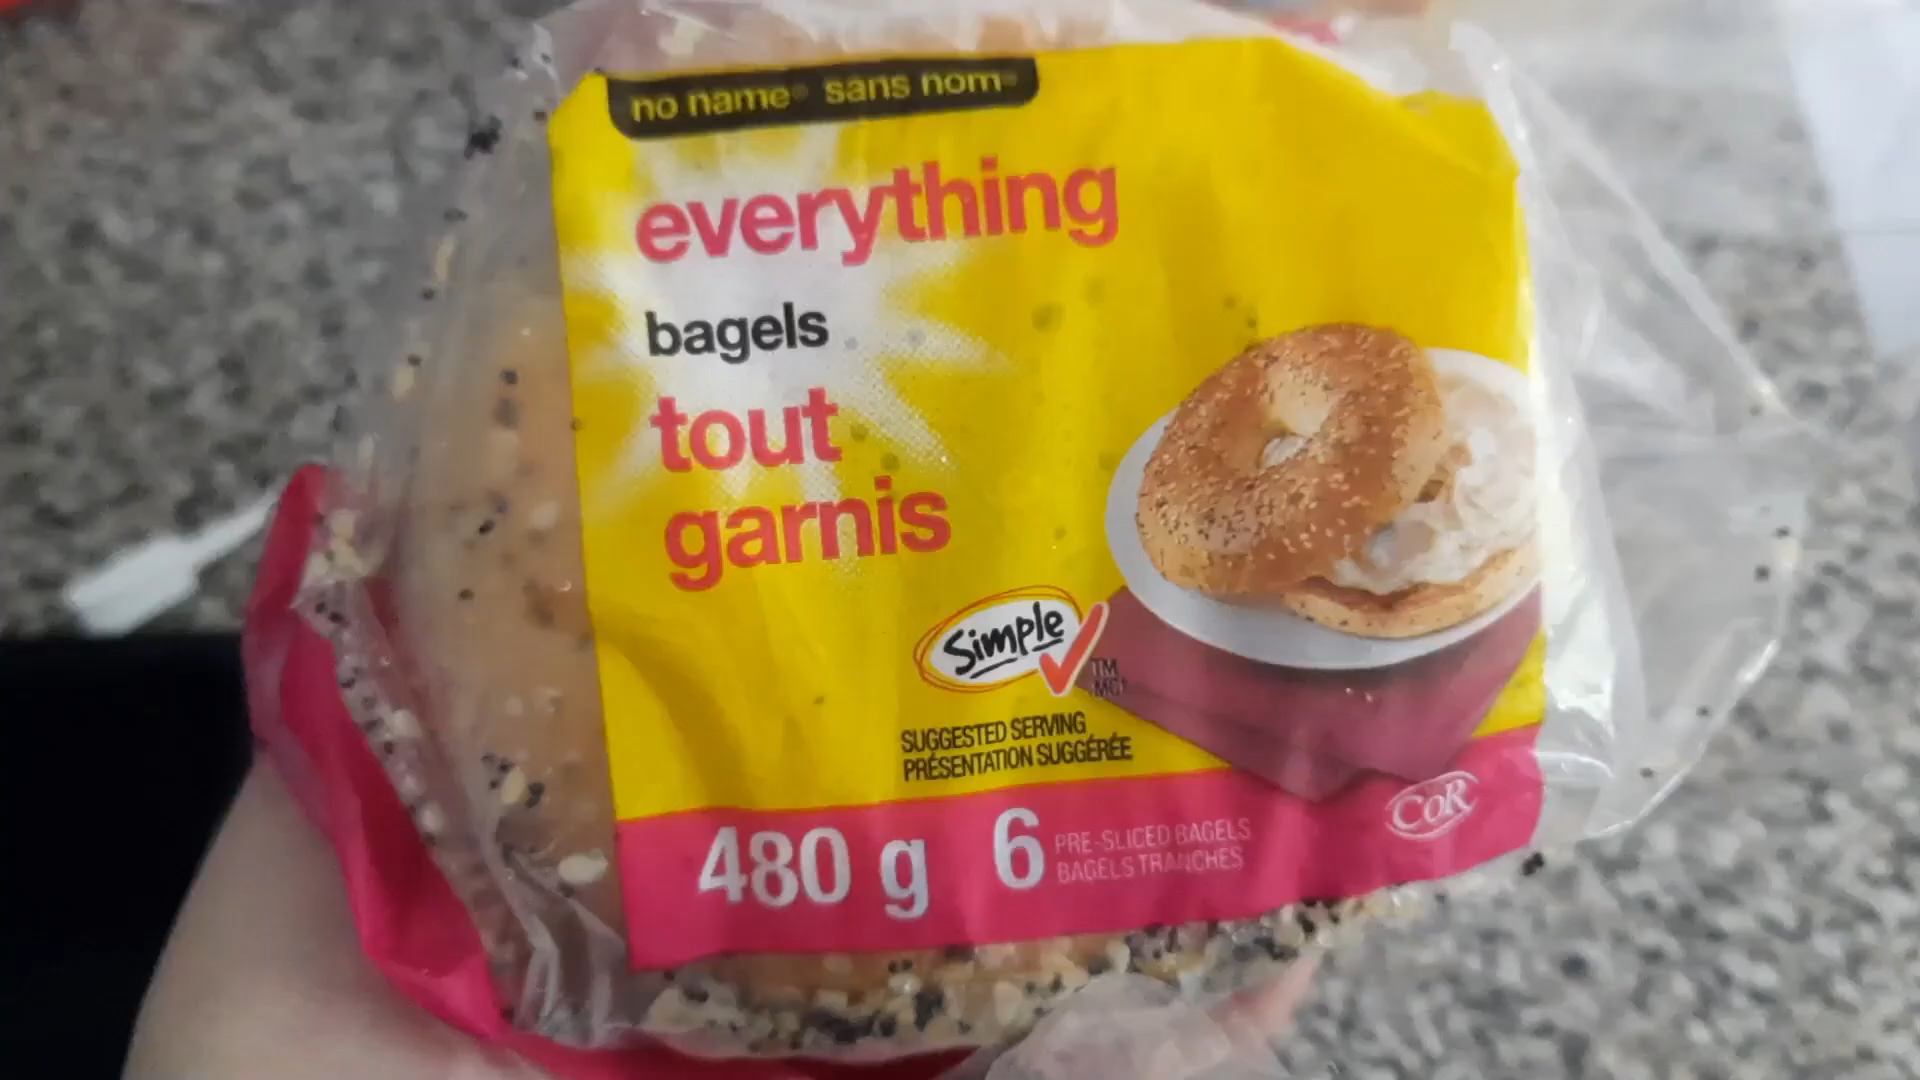 no name® sans nom®
everything
bagels
tout
garnis
Simple
TM
MC
SUGGESTED SERVING
PRÉSENTATION SUGGÉRÉE
480 g 6 PRE-SLICED BAGELS
BAGELS TRANCHÉS
COR